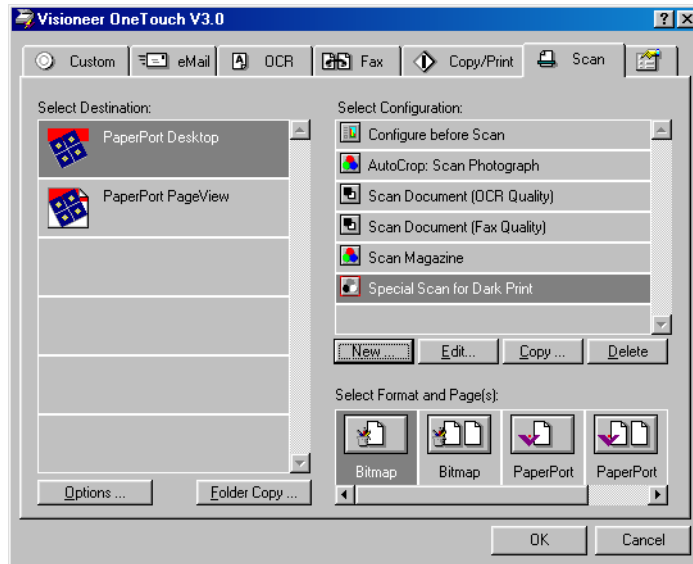 Visioneer OneTouch V3.0
Custom eMail OCR Fax Copy/Print Scan
Select Destination:
PaperPort Desktop
PaperPort PageView
Options ... Folder Copy ...
Select Configuration:
Configure before Scan
AutoCrop: Scan Photograph
Scan Document (OCR Quality)
Scan Document (Fax Quality)
Scan Magazine
Special Scan for Dark Print
New ... Edit... Copy ... Delete
Select Format and Page(s):
Bitmap Bitmap PaperPort PaperPort
OK Cancel